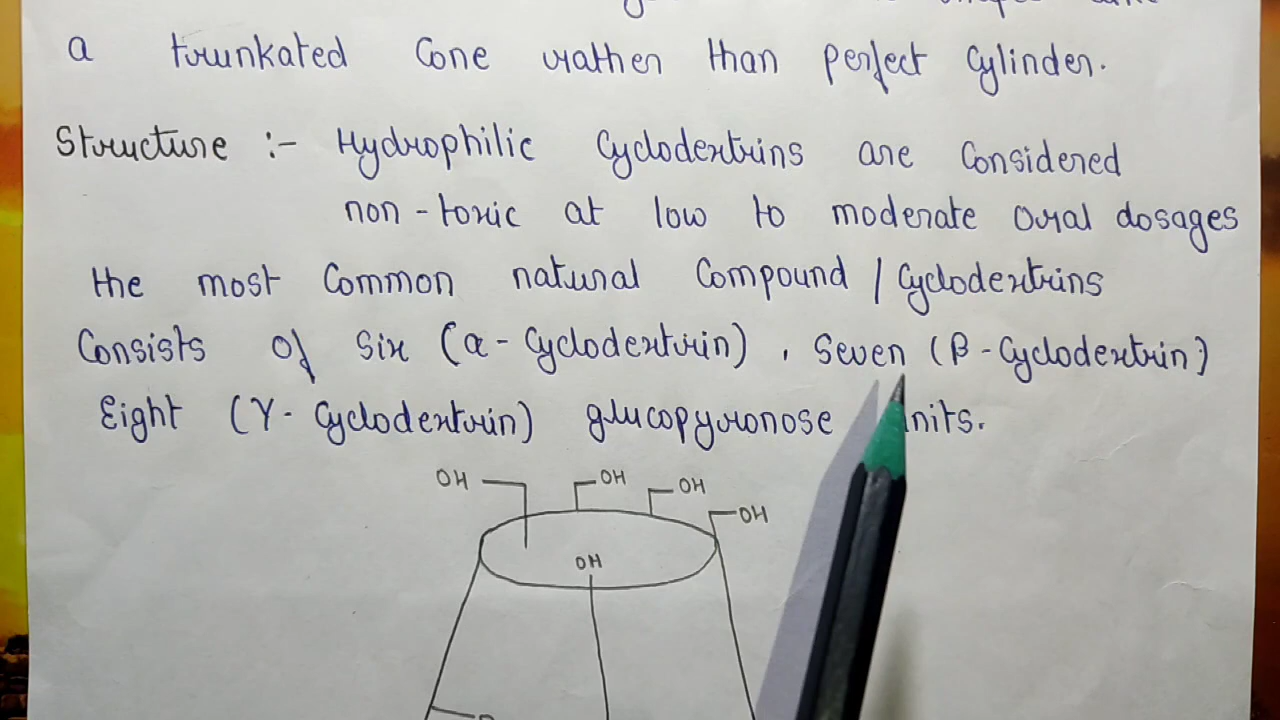 a trunkated Cone rather than perfect Cylinder.
Structure :- Hydrophilic Cyclodextrins are Considered
non - toxic at low to moderate oral dosages
the most Common natural Compound / Cyclodextrins
Consists of six (α - Cyclodextrin) , Seven (β - Cyclodextrin)
Eight (γ - Cyclodextrin) glucopyronose units.
OH OH OH
OH
OH